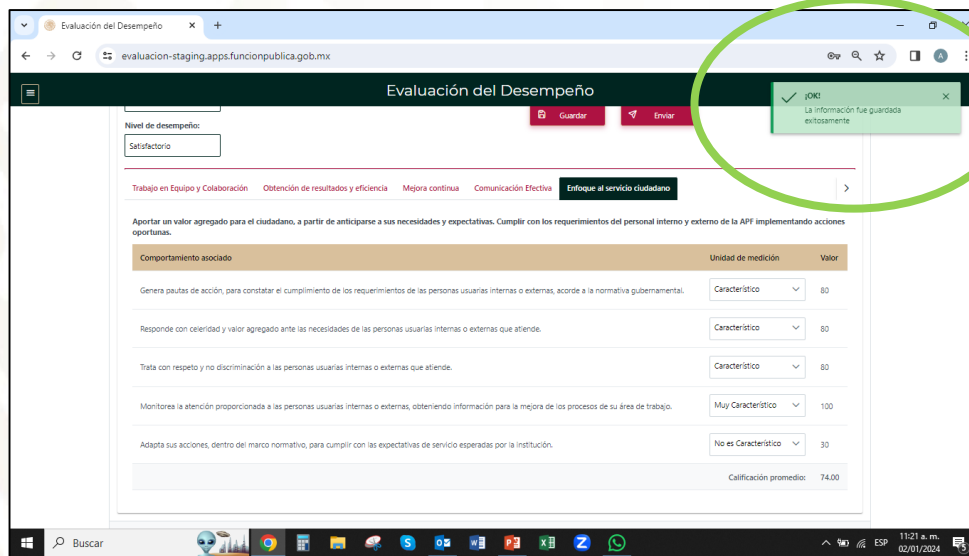 Evaluación del Desempeño
evaluacion-staging.apps.funcionpublica.gob.mx
A
Evaluación del Desempeño
¡OK!
La información fue guardada
exitosamente
Guardar
Enviar
Nivel de desempeño:
Satisfactorio
Trabajo en Equipo y Colaboración Obtención de resultados y eficiencia Mejora continua Comunicación Efectiva Enfoque al servicio ciudadano
Aportar un valor agregado para el ciudadano, a partir de anticiparse a sus necesidades y expectativas. Cumplir con los requerimientos del personal interno y externo de la APF implementando acciones
oportunas.
Comportamiento asociado Unidad de medición Valor
Genera pautas de acción, para constatar el cumplimiento de los requerimientos de las personas usuarias internas o externas, acorde a la normativa gubernamental. Característico 80
Responde con celeridad y valor agregado ante las necesidades de las personas usuarias internas o externas que atiende. Característico 80
Trata con respeto y no discriminación a las personas usuarias internas o externas que atiende. Característico 80
Monitorea la atención proporcionada a las personas usuarias internas o externas, obteniendo información para la mejora de los procesos de su área de trabajo. Muy Característico 100
Adapta sus acciones, dentro del marco normativo, para cumplir con las expectativas de servicio esperadas por la institución. No es Característico 30
Calificación promedio: 74.00
Buscar
ESP
11:21 a. m.
02/01/2024